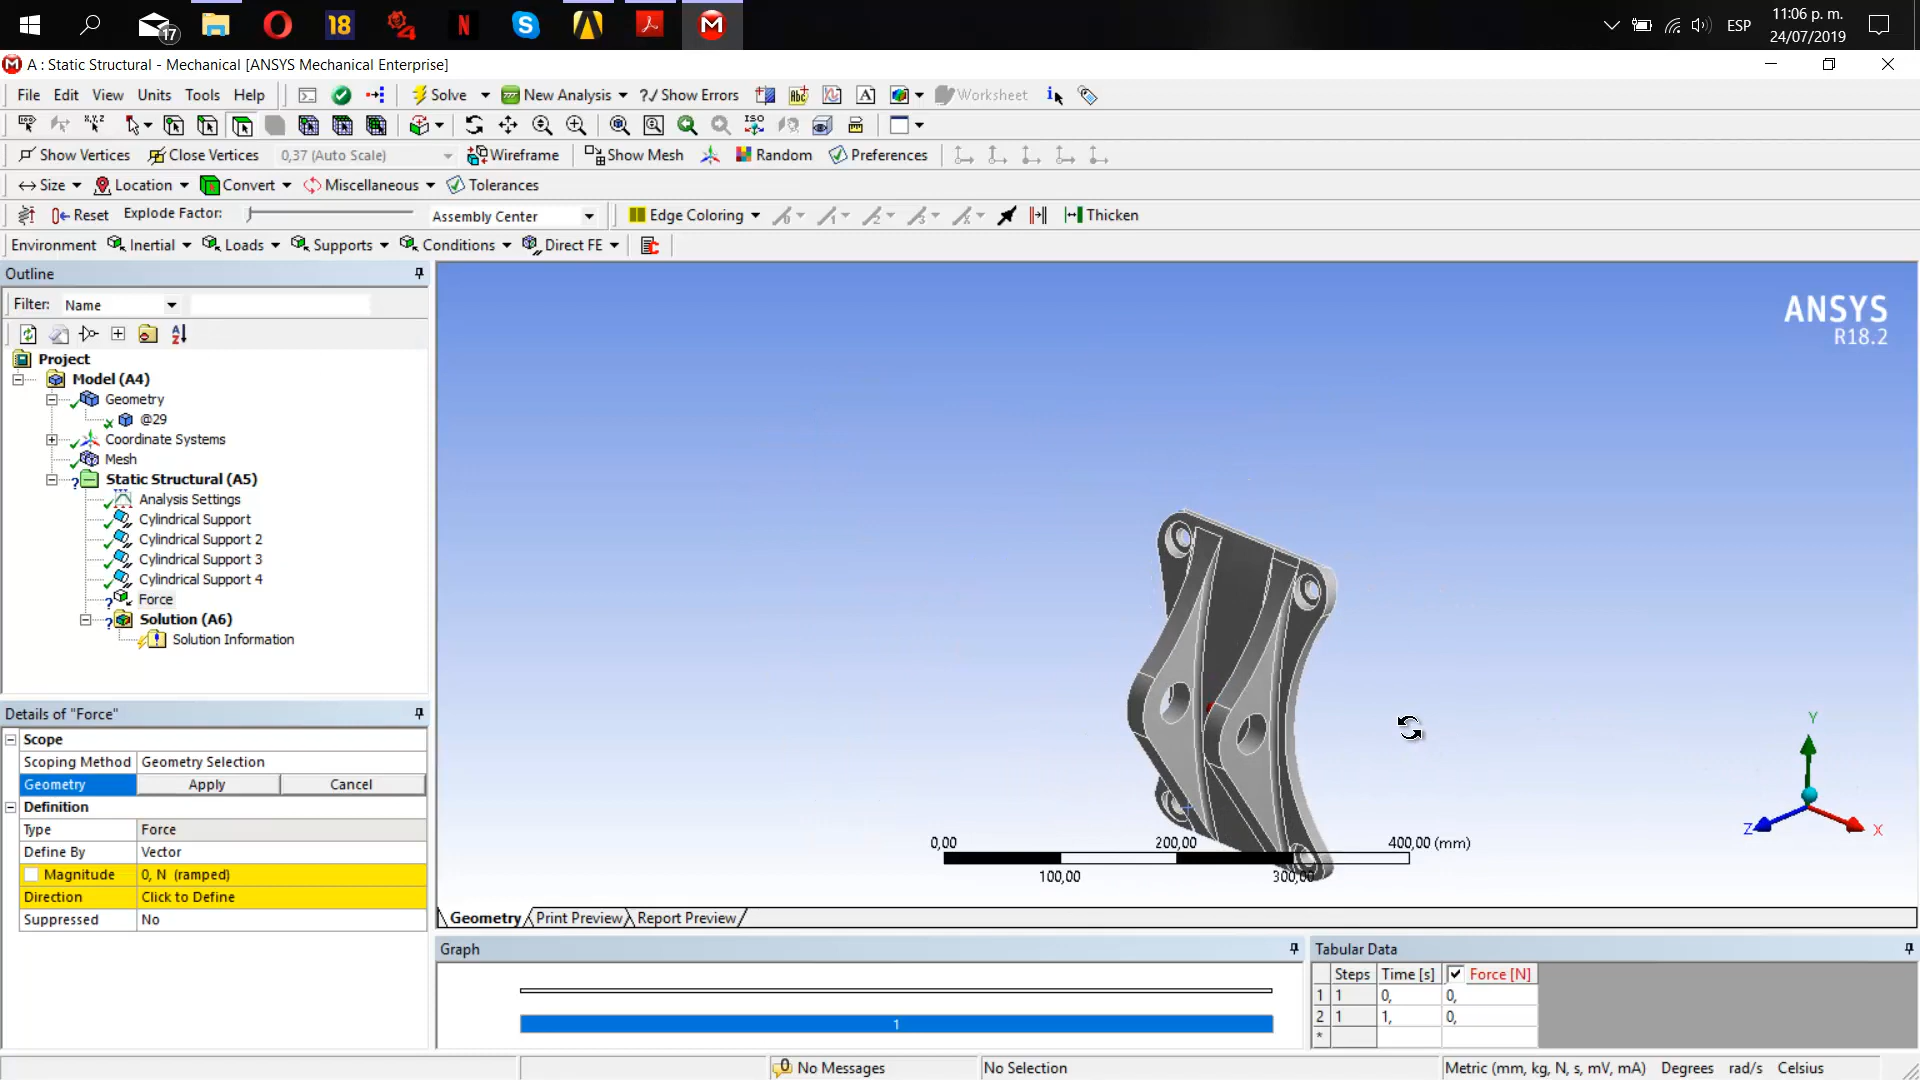 17
18
4
N
S
M
ESP
11:06 p. m.
24/07/2019
M A : Static Structural - Mechanical [ANSYS Mechanical Enterprise]
File Edit View Units Tools Help Solve New Analysis ?/ Show Errors Abc A Worksheet i
X,Y,Z ISO
Show Vertices Close Vertices 0,37 (Auto Scale) Wireframe Show Mesh Random Preferences
Size Location Convert Miscellaneous Tolerances
Reset Explode Factor: Assembly Center Edge Coloring Thicken
Environment Inertial Loads Supports Conditions Direct FE
Outline
Filter: Name
Project
Model (A4)
Geometry
@29
Coordinate Systems
Mesh
Static Structural (A5)
Analysis Settings
Cylindrical Support
Cylindrical Support 2
Cylindrical Support 3
Cylindrical Support 4
Force
Solution (A6)
Solution Information
Details of "Force"
Scope
Scoping Method Geometry Selection
Geometry Apply Cancel
Definition
Type Force
Define By Vector
Magnitude 0, N (ramped)
Direction Click to Define
Suppressed No
ANSYS
R18.2
Y
Z X
0,00 200,00 400,00 (mm)
100,00 300,00
Geometry Print Preview Report Preview
Graph
1
Tabular Data
Steps Time [s] Force [N]
1 1 0, 0,
2 1 1, 0,
*
0 No Messages No Selection Metric (mm, kg, N, s, mV, mA) Degrees rad/s Celsius